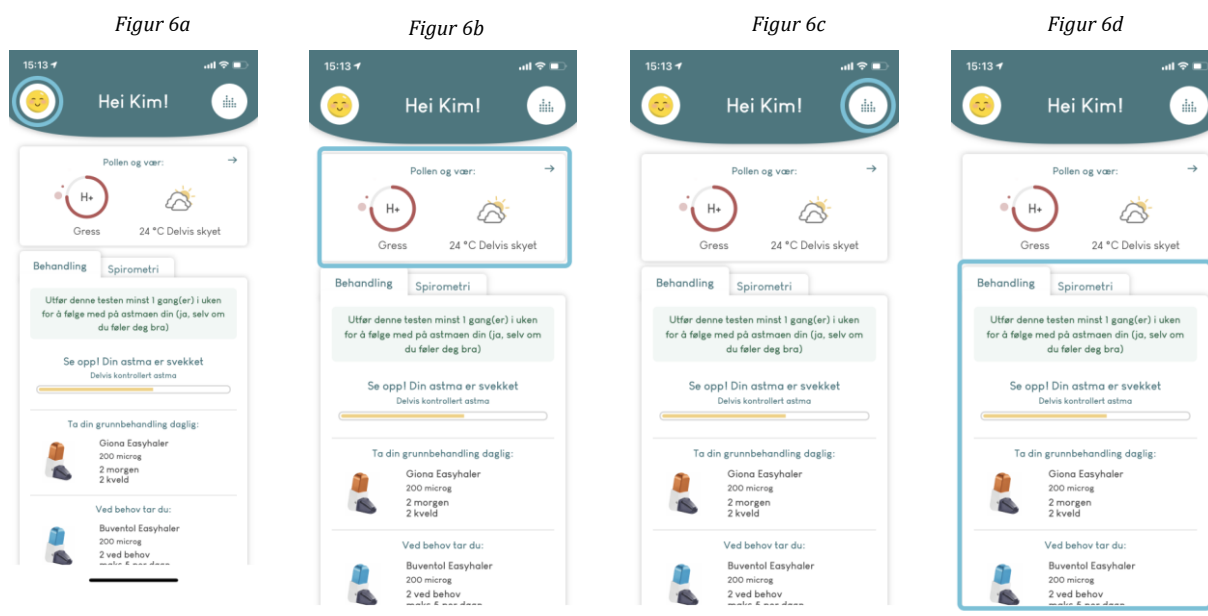 Figur 6a
15:13
Hei Kim!
Pollen og vær:
H+
Gress
24 °C Delvis skyet
Behandling
Spirometri
Utfør denne testen minst 1 gang(er) i uken
for å følge med på astmaen din (ja, selv om
du føler deg bra)
Se opp! Din astma er svekket
Delvis kontrollert astma
Ta din grunnbehandling daglig:
Giona Easyhaler
200 microg
2 morgen
2 kveld
Ved behov tar du:
Buventol Easyhaler
200 microg
2 ved behov
maks 5 per dag
Figur 6b
15:13
Hei Kim!
Pollen og vær:
H+
Gress
24 °C Delvis skyet
Behandling
Spirometri
Utfør denne testen minst 1 gang(er) i uken
for å følge med på astmaen din (ja, selv om
du føler deg bra)
Se opp! Din astma er svekket
Delvis kontrollert astma
Ta din grunnbehandling daglig:
Giona Easyhaler
200 microg
2 morgen
2 kveld
Ved behov tar du:
Buventol Easyhaler
200 microg
2 ved behov
Figur 6c
15:13
Hei Kim!
Pollen og vær:
H+
Gress
24 °C Delvis skyet
Behandling
Spirometri
Utfør denne testen minst 1 gang(er) i uken
for å følge med på astmaen din (ja, selv om
du føler deg bra)
Se opp! Din astma er svekket
Delvis kontrollert astma
Ta din grunnbehandling daglig:
Giona Easyhaler
200 microg
2 morgen
2 kveld
Ved behov tar du:
Buventol Easyhaler
200 microg
2 ved behov
Figur 6d
15:13
Hei Kim!
Pollen og vær:
H+
Gress
24 °C Delvis skyet
Behandling
Spirometri
Utfør denne testen minst 1 gang(er) i uken
for å følge med på astmaen din (ja, selv om
du føler deg bra)
Se opp! Din astma er svekket
Delvis kontrollert astma
Ta din grunnbehandling daglig:
Giona Easyhaler
200 microg
2 morgen
2 kveld
Ved behov tar du:
Buventol Easyhaler
200 microg
2 ved behov